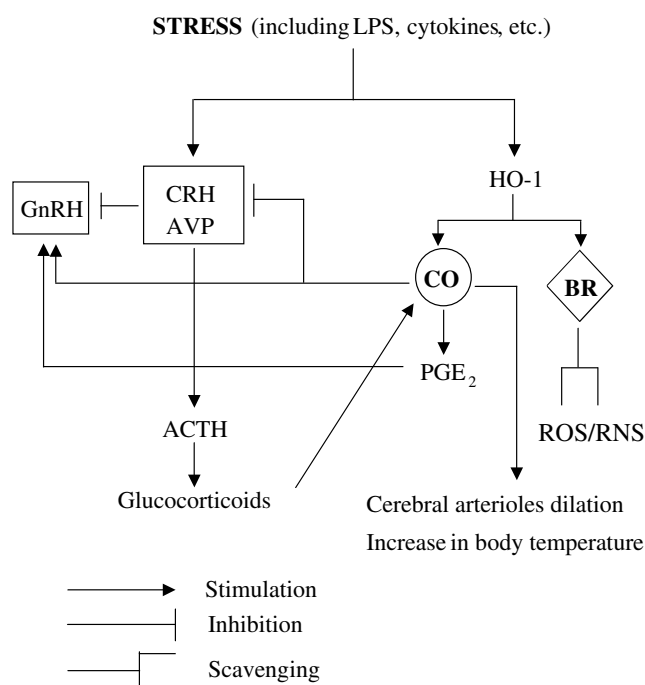 STRESS (including LPS, cytokines, etc.)
HO-1
GnRH
CRH
AVP
CO
BR
PGE2
ACTH
ROS/RNS
Glucocorticoids
Cerebral arterioles dilation
Increase in body temperature
Stimulation
Inhibition
Scavenging